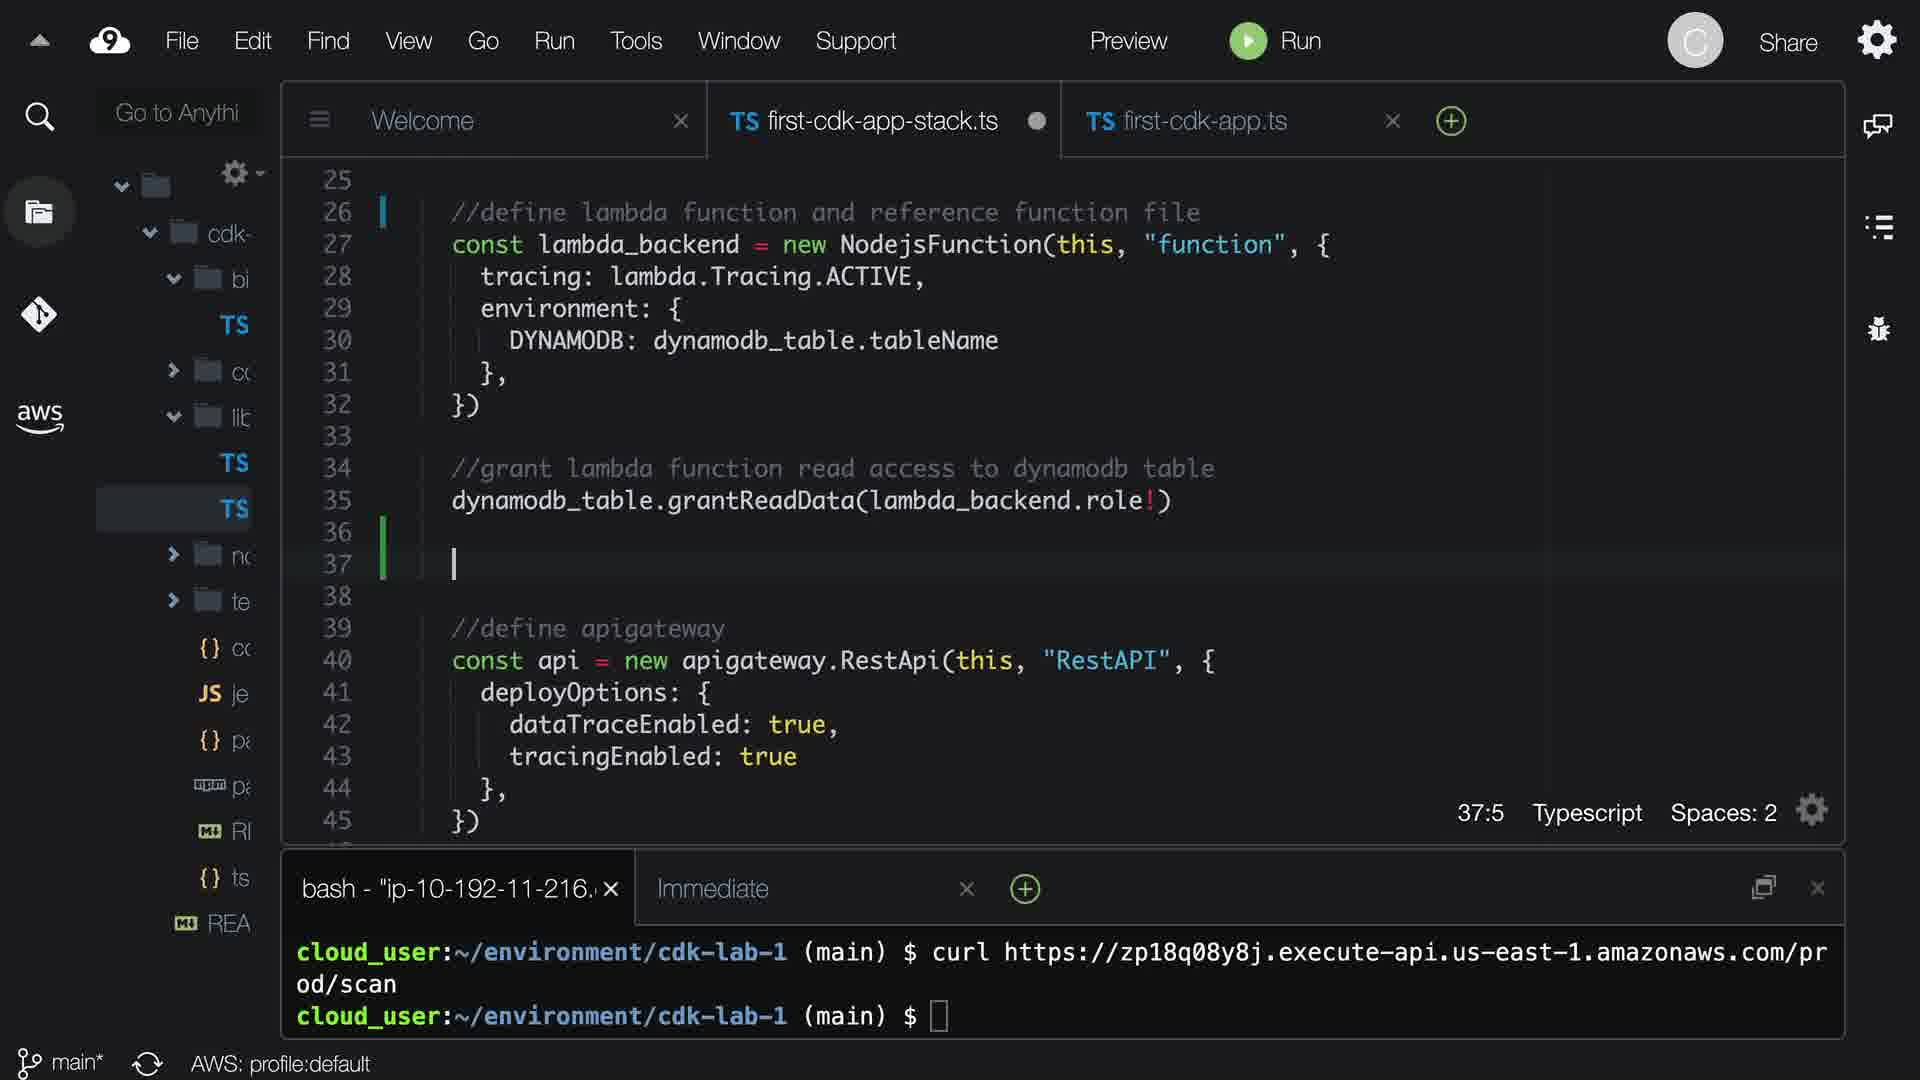 9 File Edit Find View Go Run Tools Window Support Preview Run C Share
Go to Anythi
Welcome
TS first-cdk-app-stack.ts
TS first-cdk-app.ts
cdk-
bi
TS
lib
TS
TS
te
{}
JS je
{} pa
npm pa
{} ts
REA
aws
25
26 //define lambda function and reference function file
27 const lambda_backend = new NodejsFunction(this, "function", {
28 tracing: lambda.Tracing.ACTIVE,
29 environment: {
30 DYNAMODB: dynamodb_table.tableName
31 },
32 })
33
34 //grant lambda function read access to dynamodb table
35 dynamodb_table.grantReadData(lambda_backend.role!)
36
37
38
39 //define apigateway
40 const api = new apigateway.RestApi(this, "RestAPI", {
41 deployOptions: {
42 dataTraceEnabled: true,
43 tracingEnabled: true
44 },
45 })
37:5 Typescript Spaces: 2
bash - "ip-10-192-11-216.
Immediate
cloud_user:~/environment/cdk-lab-1 (main) $ curl https://zp18q08y8j.execute-api.us-east-1.amazonaws.com/pr
od/scan
cloud_user:~/environment/cdk-lab-1 (main) $
main* AWS: profile:default